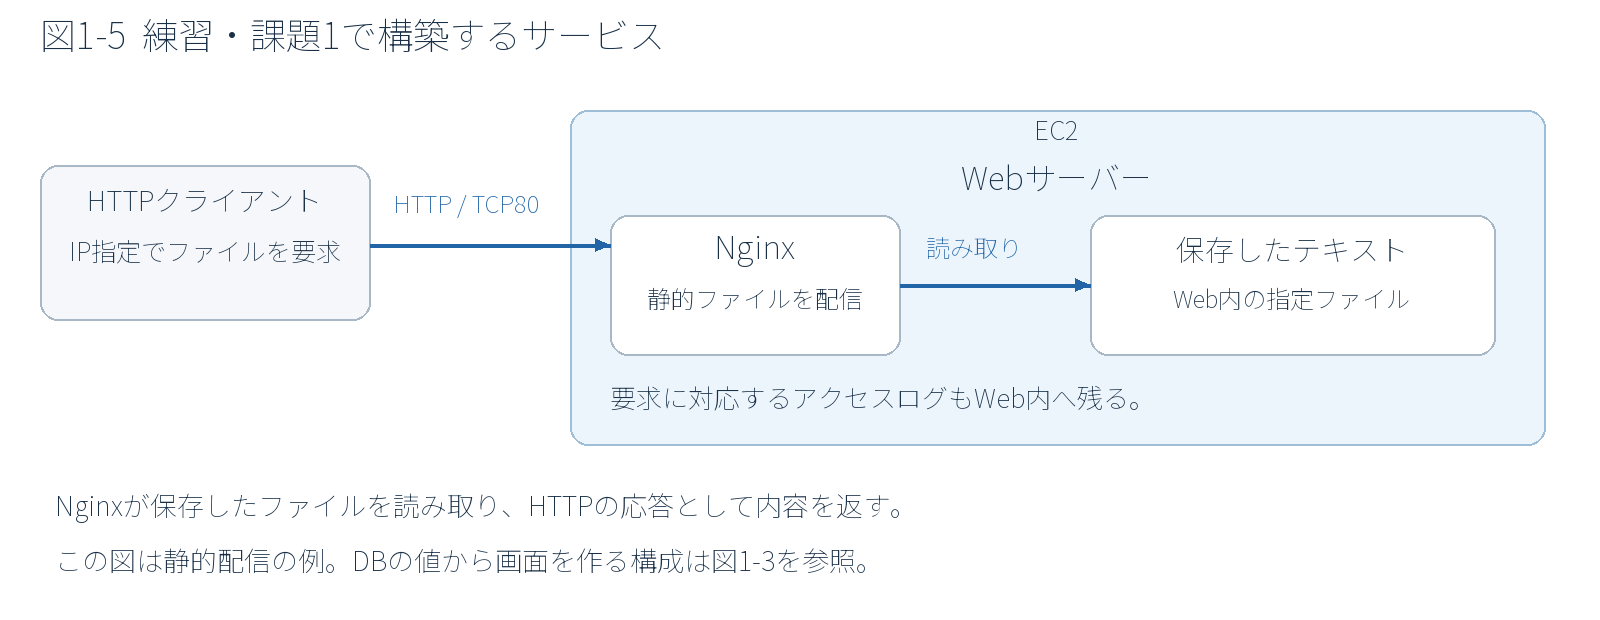 図1-5 練習・課題1で構築するサービス
EC2
Webサーバー
HTTPクライアント
IP指定でファイルを要求
HTTP / TCP80
Nginx
静的ファイルを配信
読み取り
保存したテキスト
Web内の指定ファイル
要求に対応するアクセスログもWeb内へ残る。
Nginxが保存したファイルを読み取り、HTTPの応答として内容を返す。
この図は静的配信の例。DBの値から画面を作る構成は図1-3を参照。